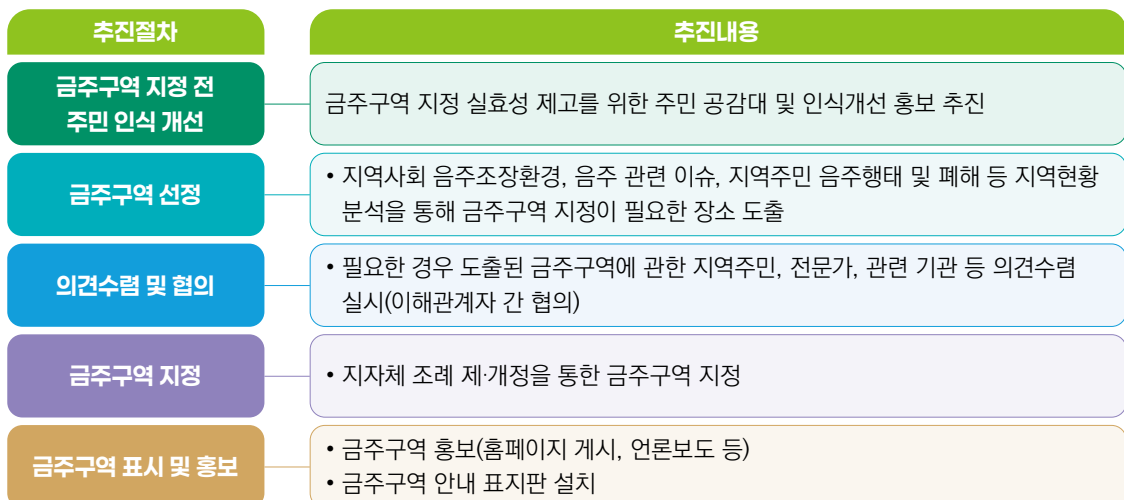 추진절차
추진내용
금주구역 지정 전
주민 인식 개선
금주구역 지정 실효성 제고를 위한 주민 공감대 및 인식개선 홍보 추진
금주구역 선정
• 지역사회 음주조장환경, 음주 관련 이슈, 지역주민 음주행태 및 폐해 등 지역현황
분석을 통해 금주구역 지정이 필요한 장소 도출
의견수렴 및 협의
• 필요한 경우 도출된 금주구역에 관한 지역주민, 전문가, 관련 기관 등 의견수렴
실시(이해관계자 간 협의)
금주구역 지정
• 지자체 조례 제·개정을 통한 금주구역 지정
금주구역 표시 및 홍보
• 금주구역 홍보(홈페이지 게시, 언론보도 등)
• 금주구역 안내 표지판 설치